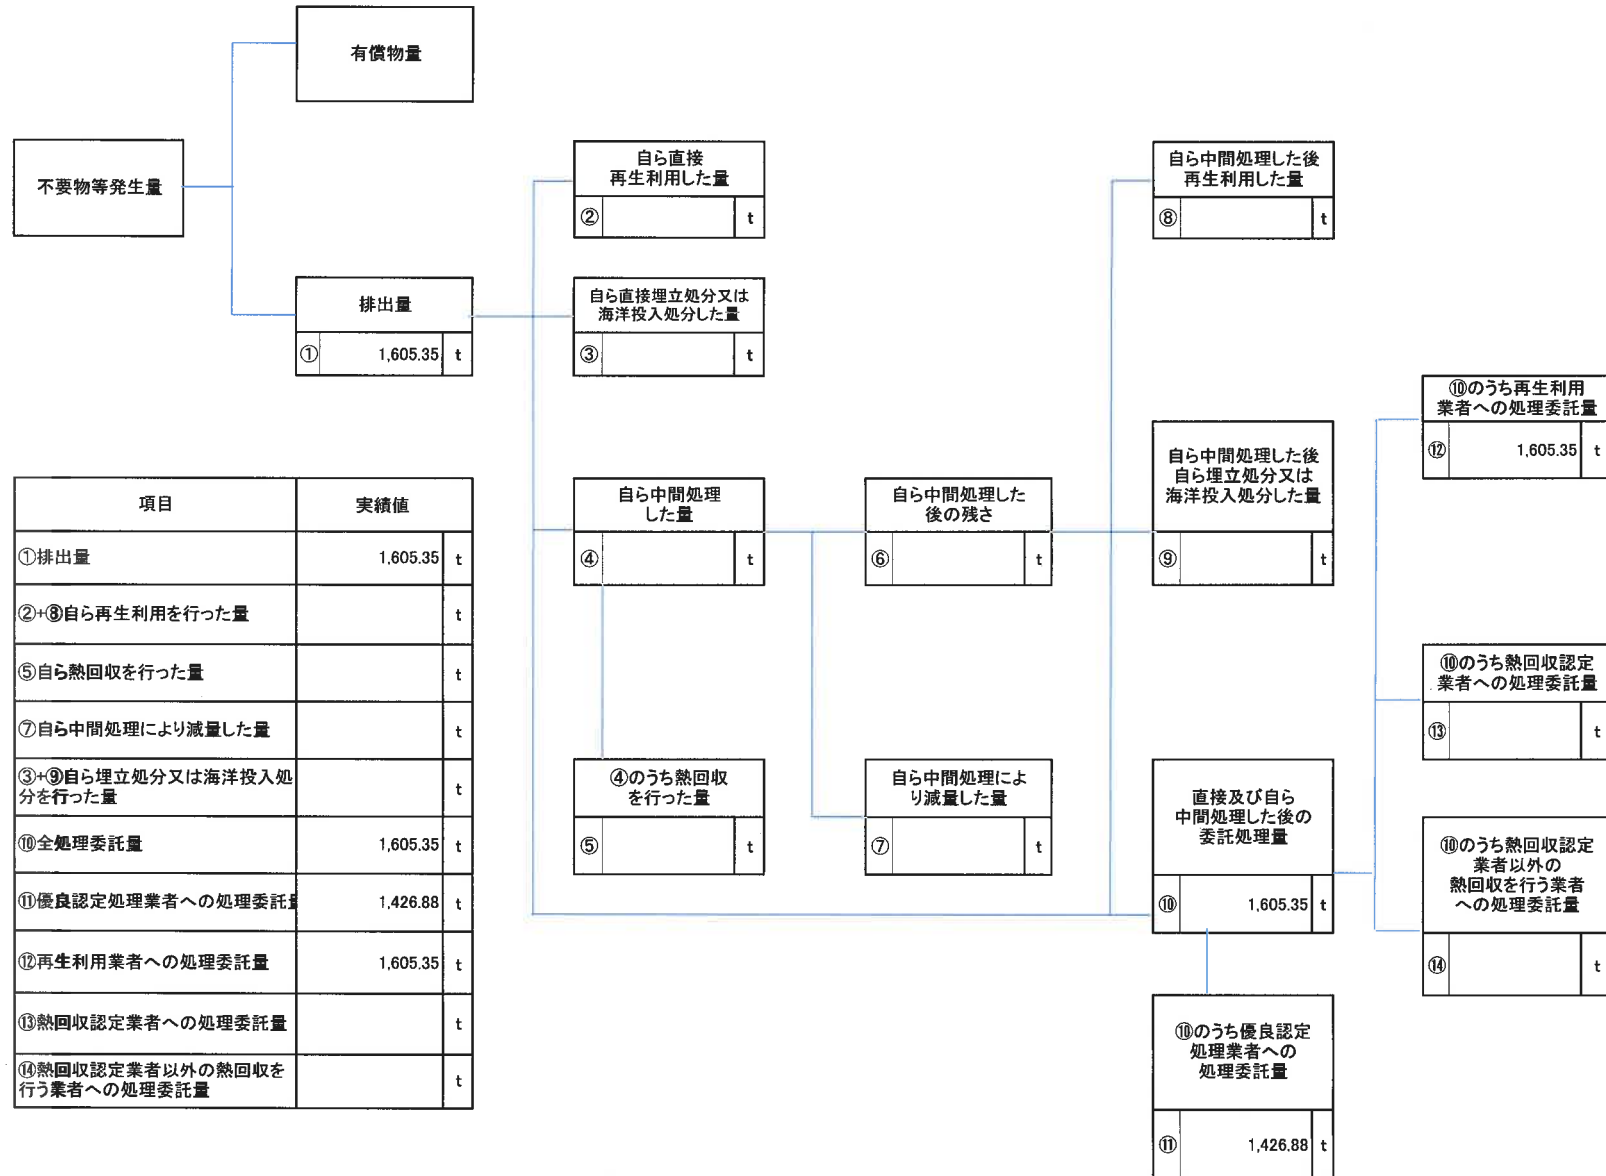 有償物量
不要物等発生量
排出量
① 1,605.35 t
自ら直接
再生利用した量
② t
自ら直接埋立処分又は
海洋投入処分した量
③ t
自ら中間処理
した量
④ t
④のうち熱回収
を行った量
⑤ t
自ら中間処理した
後の残さ
⑥ t
自ら中間処理によ
り減量した量
⑦ t
自ら中間処理した後
再生利用した量
⑧ t
自ら中間処理した後
自ら埋立処分又は
海洋投入処分した量
⑨ t
直接及び自ら
中間処理した後の
委託処理量
⑩ 1,605.35 t
⑩のうち優良認定
処理業者への
処理委託量
⑪ 1,426.88 t
⑩のうち再生利用
業者への処理委託量
⑫ 1,605.35 t
⑩のうち熱回収認定
業者への処理委託量
⑬ t
⑩のうち熱回収認定
業者以外の
熱回収を行う業者
への処理委託量
⑭ t
項目 実績値
①排出量 1,605.35 t
②+⑧自ら再生利用を行った量 t
⑤自ら熱回収を行った量 t
⑦自ら中間処理により減量した量 t
③+⑨自ら埋立処分又は海洋投入処
分を行った量 t
⑩全処理委託量 1,605.35 t
⑪優良認定処理業者への処理委託量 1,426.88 t
⑫再生利用業者への処理委託量 1,605.35 t
⑬熱回収認定業者への処理委託量 t
⑭熱回収認定業者以外の熱回収を
行う業者への処理委託量 t